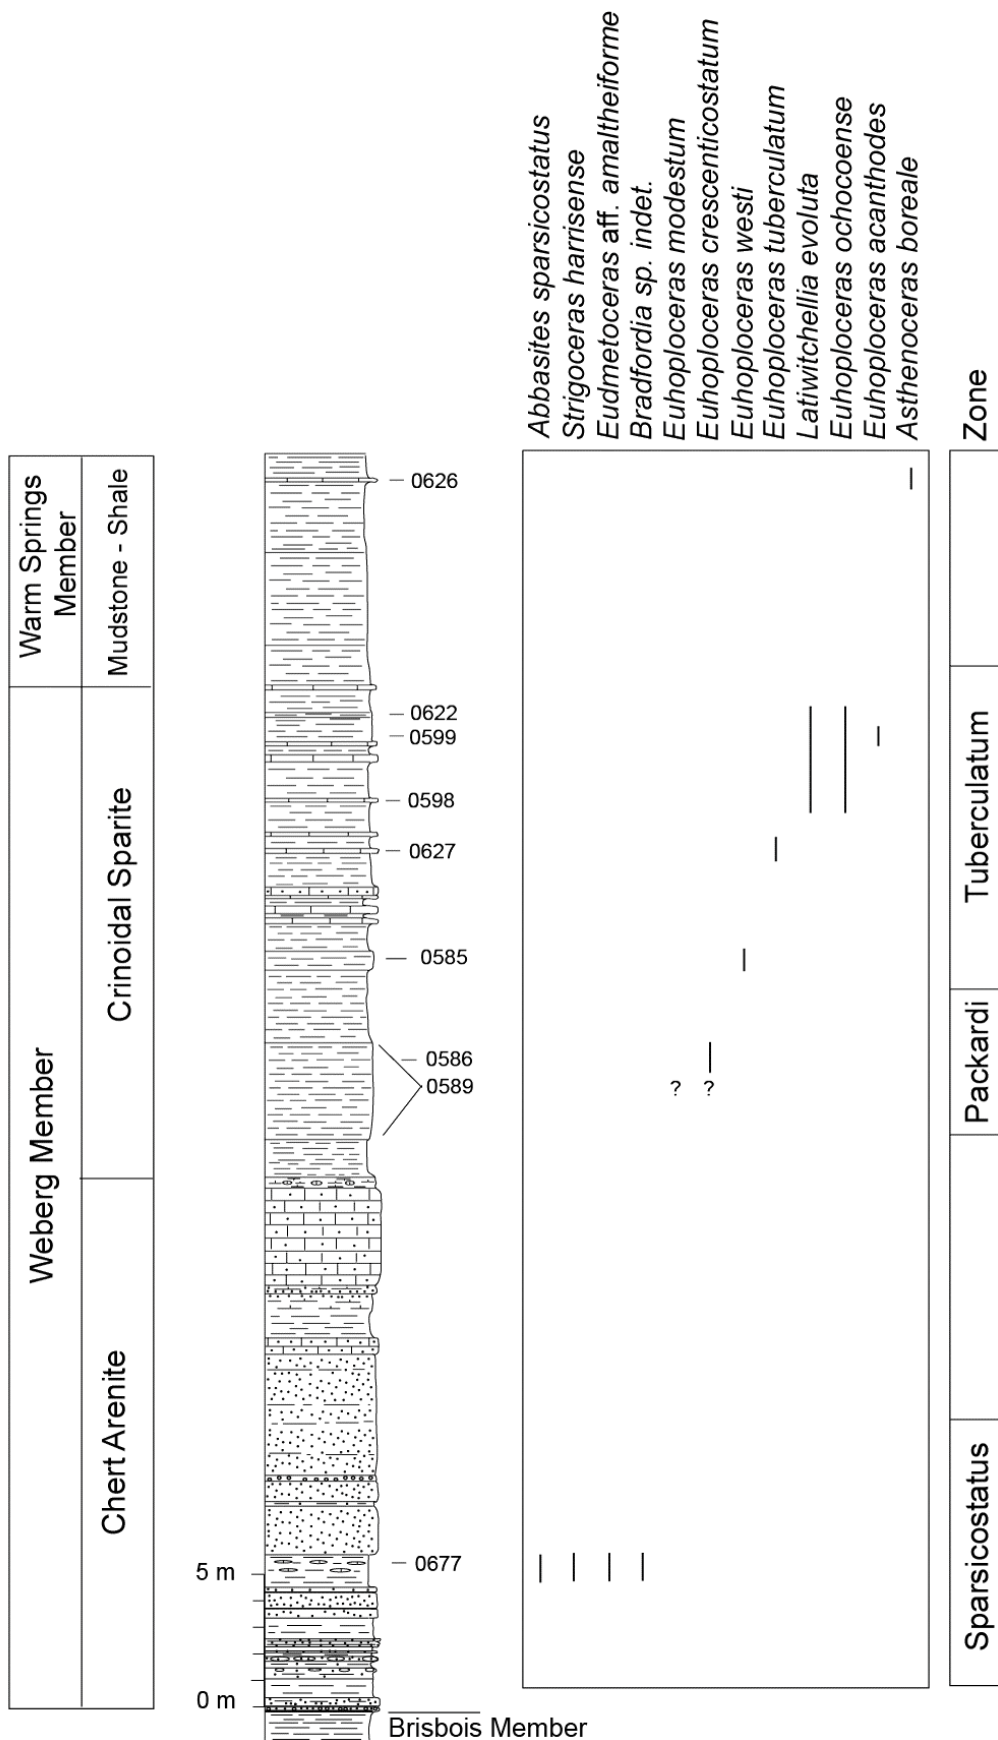 Abbasites sparsicostatus
Strigoceras harrisense
Eudmetoceras aff. amaltheiforme
Bradfordia sp. indet.
Euhoploceras modestum
Euhoploceras crescenticostatum
Euhoploceras westi
Euhoploceras tuberculatum
Latiwitchellia evoluta
Euhoploceras ochocoense
Euhoploceras acanthodes
Asthenoceras boreale
Zone
Warm Springs
Member
Mudstone - Shale
Weberg Member
Crinoidal Sparite
Chert Arenite
0626
0622
0599
0598
0627
0585
0586
0589
0677
5 m
0 m
Brisbois Member
? ?
Tuberculatum
Packardi
Sparsicostatus